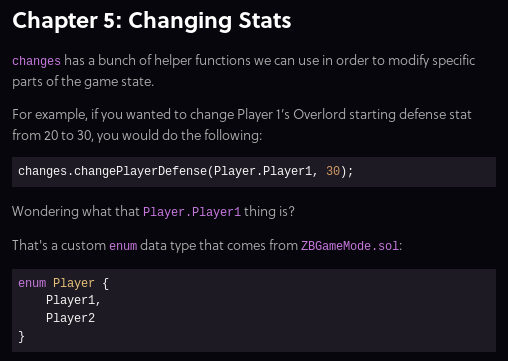 Chapter 5: Changing Stats
changes has a bunch of helper functions we can use in order to modify specific
parts of the game state.
For example, if you wanted to change Player 1's Overlord starting defense stat
from 20 to 30, you would do the following:
changes.changePlayerDefense(Player.Player1, 30);
Wondering what that Player.Player1 thing is?
That's a custom enum data type that comes from ZBGameMode.sol:
enum Player {
    Player1,
    Player2
}